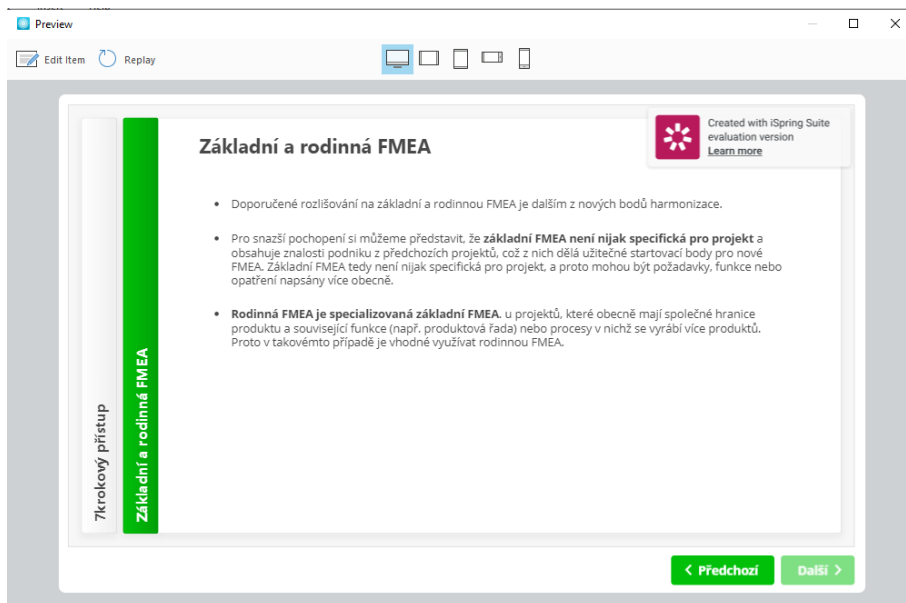 Preview
Edit Item
Replay
Created with iSpring Suite
evaluation version
Learn more
7krokový přístup
Základní a rodinná FMEA
Základní a rodinná FMEA
• Doporučené rozlišování na základní a rodinnou FMEA je dalším z nových bodů harmonizace.
• Pro snazší pochopení si můžeme představit, že základní FMEA není nijak specifická pro projekt a
obsahuje znalosti podniku z předchozích projektů, což z nich dělá užitečné startovací body pro nové
FMEA. Základní FMEA tedy není nijak specifická pro projekt, a proto mohou být požadavky, funkce nebo
opatření napsány více obecně.
• Rodinná FMEA je specializovaná základní FMEA. u projektů, které obecně mají společné hranice
produktu a související funkce (např. produktová řada) nebo procesy v nichž se vyrábí více produktů.
Proto v takovémto případě je vhodné využívat rodinnou FMEA.
Předchozí
Další